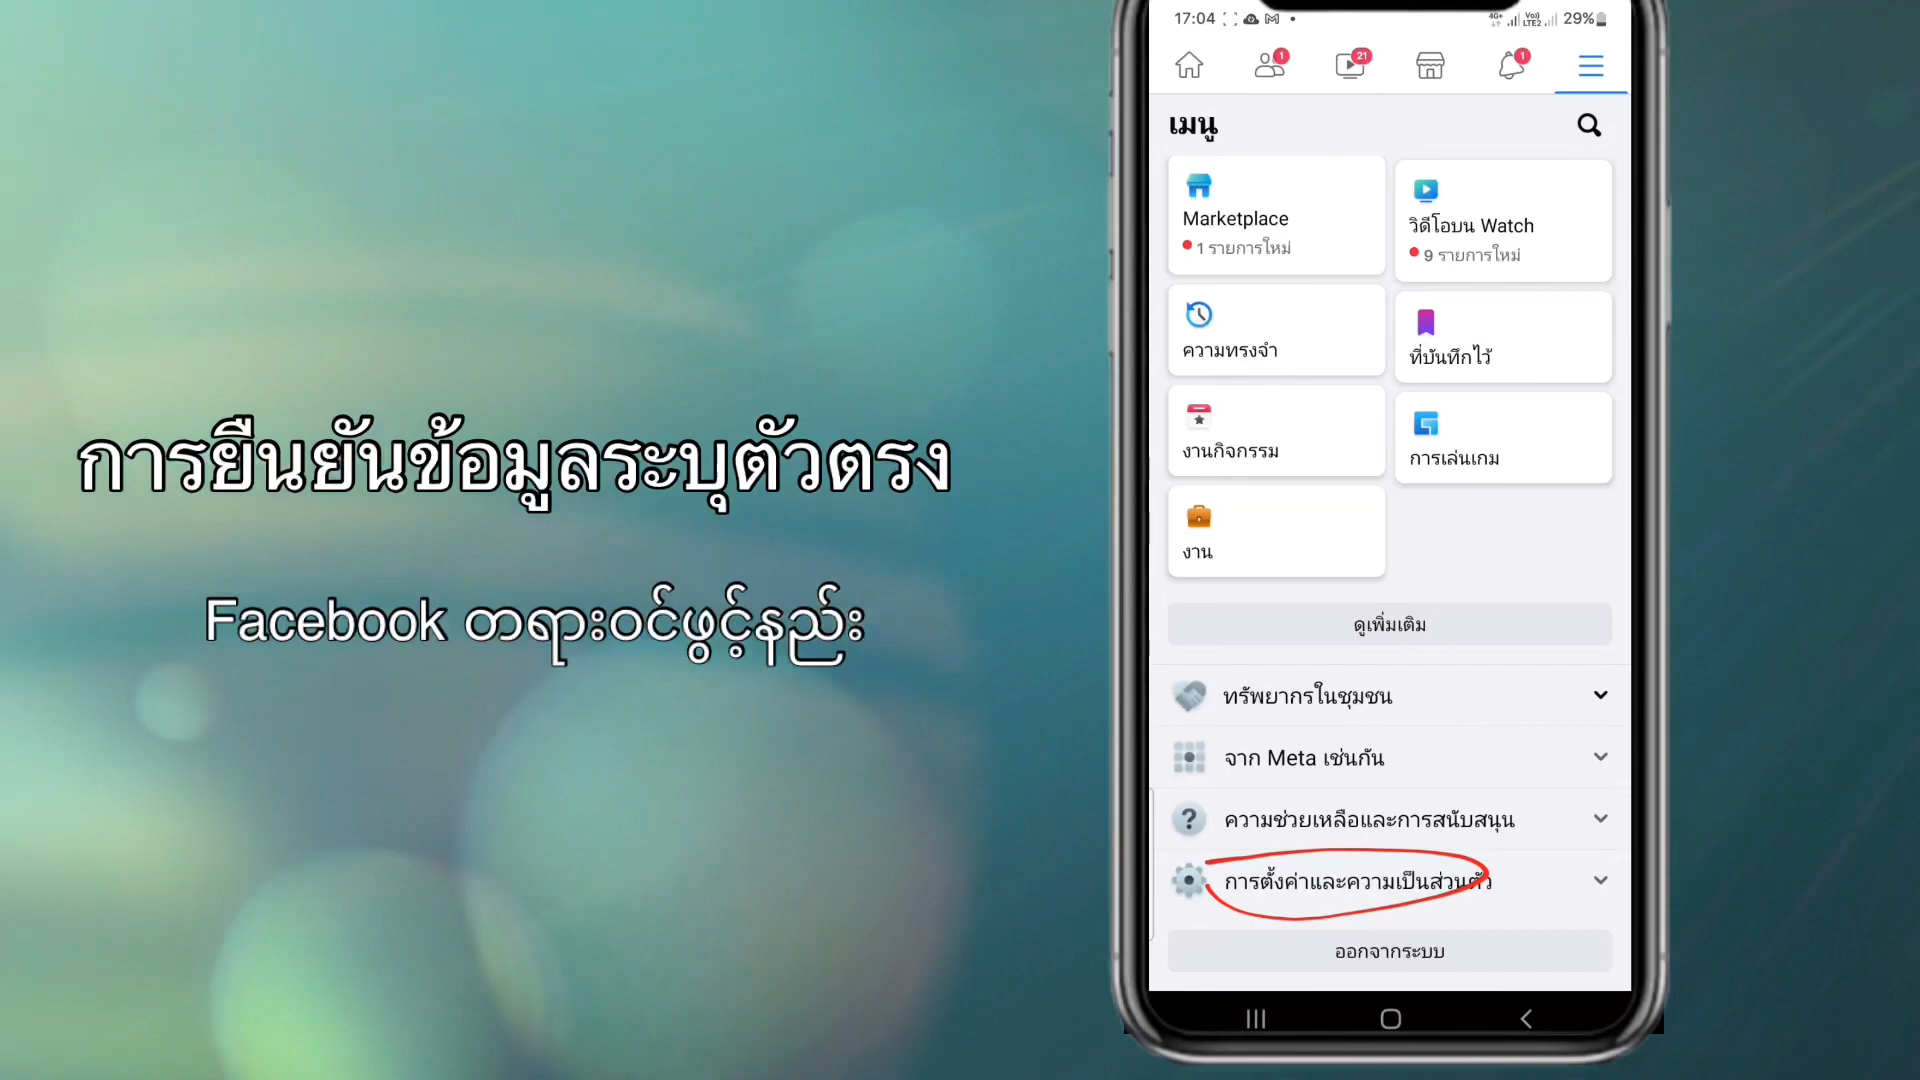 การยืนยันข้อมูลระบุตัวตรง
Facebook တရားဝင်ဖွင့်နည်း
17:04
4G+
Vo)) LTE2
29%
1
21
1
เมนู
Marketplace
1 รายการใหม่
วิดีโอบน Watch
9 รายการใหม่
ความทรงจำ
ที่บันทึกไว้
งานกิจกรรม
การเล่นเกม
งาน
ดูเพิ่มเติม
ทรัพยากรในชุมชน
จาก Meta เช่นกัน
ความช่วยเหลือและการสนับสนุน
การตั้งค่าและความเป็นส่วนตัว
ออกจากระบบ